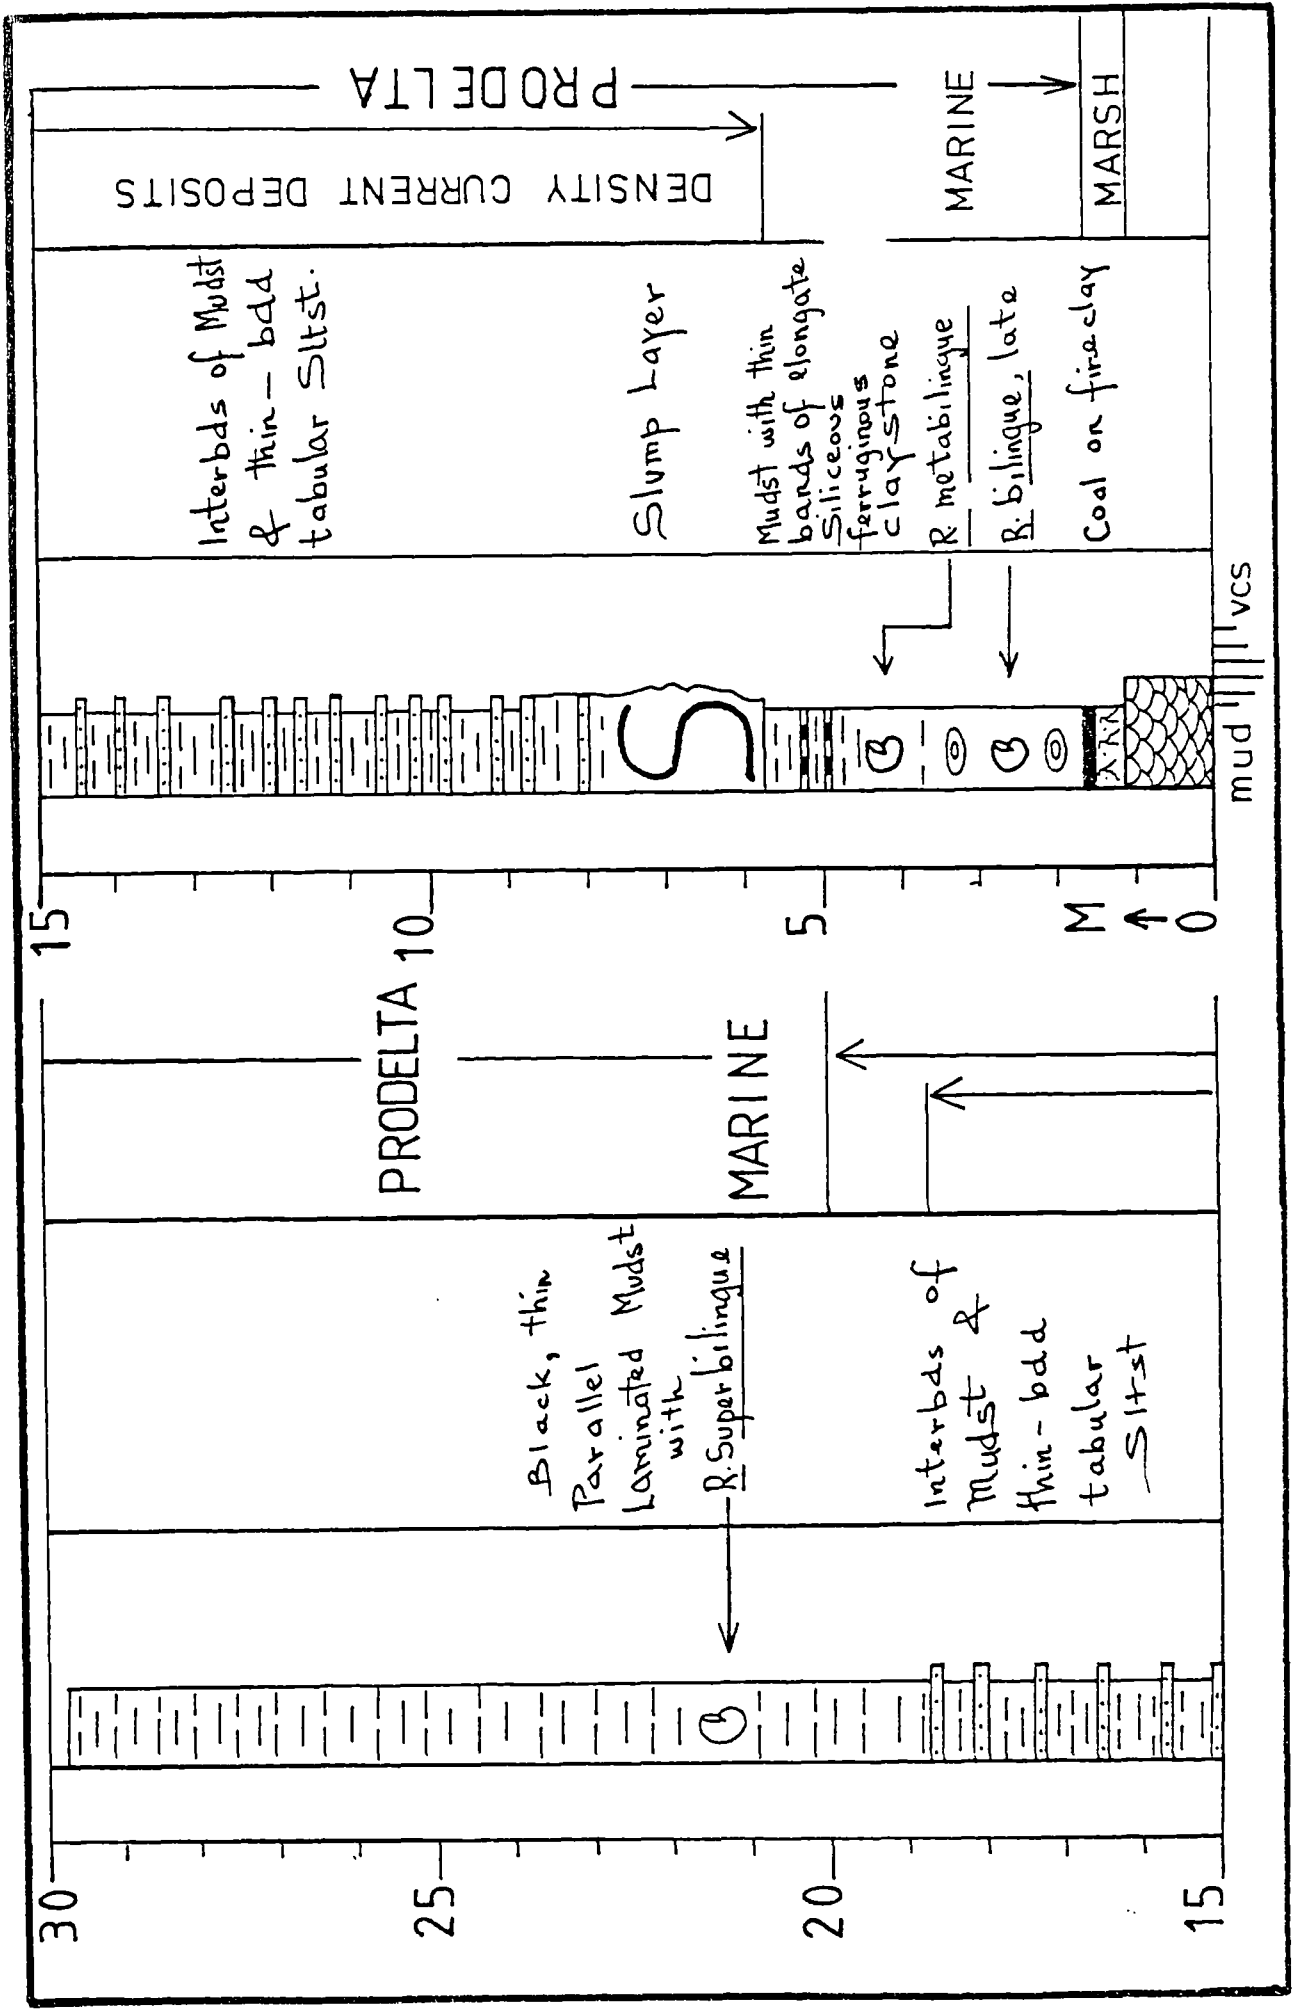 30
25
20
15
Black, thin
Parallel
Laminated Mudst
with
R. Superbilingue
Interbds of
Mudst &
thin-bdd
tabular
Sltst
PRODELTA
MARINE
15
10
5
M
↑
0
mud
vcs
Interbds of Mudst
& thin-bdd
tabular Sltst.
Slump Layer
Mudst with thin
bands of elongate
Siliceous
ferruginous
claystone
R. metabilingue
R. bilingue, late
Coal on fireclay
DENSITY CURRENT DEPOSITS
PRODELTA
MARINE
MARSH